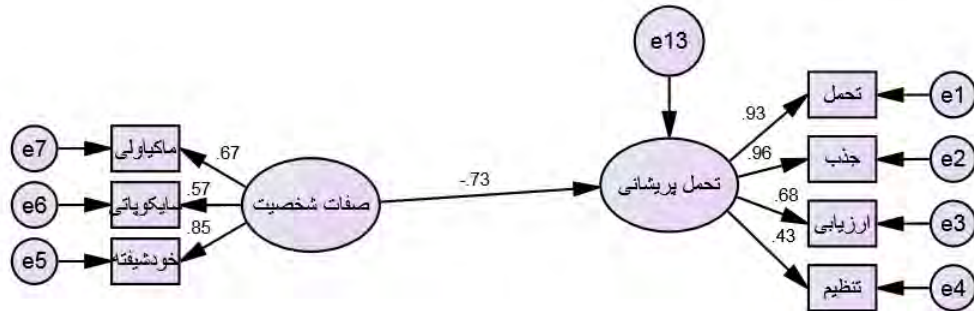 e13
e1
تحمل
.93
e2
جذب
.96
e3
ارزیابی
.68
e4
تنظیم
.43
تحمل پریشانی
-.73
صفات شخصیت
e7
ماکیاولی
.67
e6
سایکوپاتی
.57
e5
خودشیفته
.85